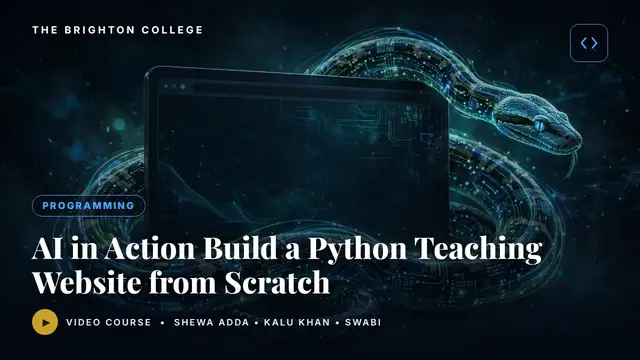 THE BRIGHTON COLLEGE
PROGRAMMING
AI in Action Build a Python Teaching
Website from Scratch
VIDEO COURSE • SHEWA ADDA • KALU KHAN • SWABI